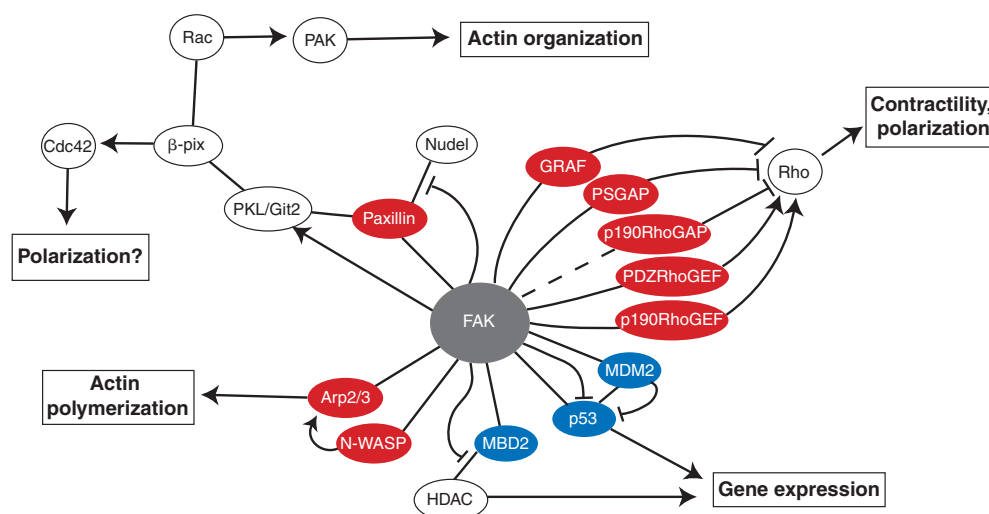 Rac
PAK
Actin organization
Cdc42
β-pix
Nudel
GRAF
Contractility,
polarization
PSGAP
Rho
PKL/Git2
Paxillin
p190RhoGAP
Polarization?
PDZRhoGEF
FAK
p190RhoGEF
MDM2
Actin
polymerization
Arp2/3
p53
N-WASP
MBD2
HDAC
Gene expression